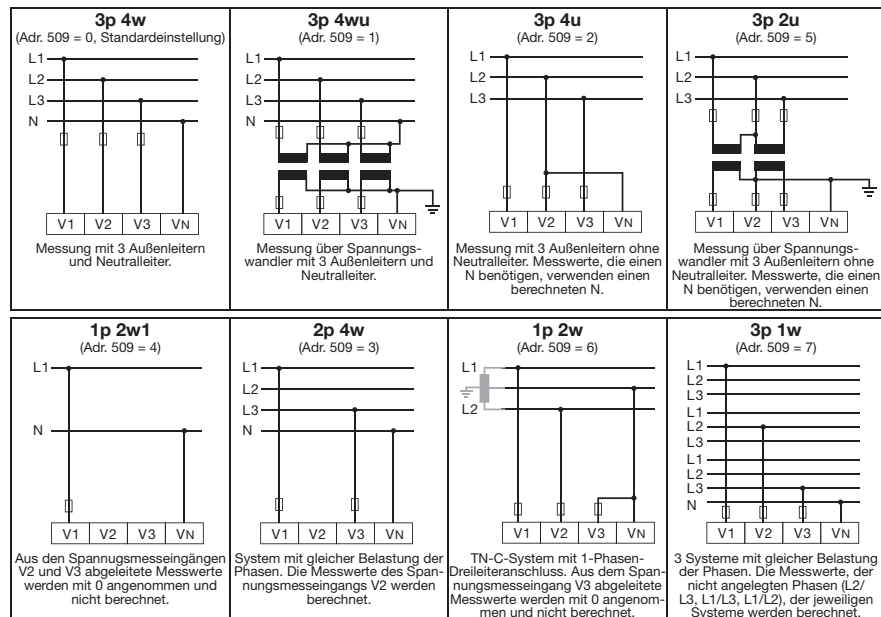 3p 4w
(Adr. 509 = 0, Standardeinstellung)
L1
L2
L3
N
V1 V2 V3 VN
Messung mit 3 Außenleitern
und Neutralleiter.
3p 4wu
(Adr. 509 = 1)
L1
L2
L3
N
V1 V2 V3 VN
Messung über Spannungs-
wandler mit 3 Außenleitern und
Neutralleiter.
3p 4u
(Adr. 509 = 2)
L1
L2
L3
V1 V2 V3 VN
Messung mit 3 Außenleitern ohne
Neutralleiter. Messwerte, die einen
N benötigen, verwenden einen
berechneten N.
3p 2u
(Adr. 509 = 5)
L1
L2
L3
V1 V2 V3 VN
Messung über Spannungs-
wandler mit 3 Außenleitern ohne
Neutralleiter. Messwerte, die einen
N benötigen, verwenden einen
berechneten N.
1p 2w1
(Adr. 509 = 4)
L1
N
V1 V2 V3 VN
Aus den Spannugsmesseingängen
V2 und V3 abgeleitete Messwerte
werden mit 0 angenommen und
nicht berechnet.
2p 4w
(Adr. 509 = 3)
L1
L2
L3
N
V1 V2 V3 VN
System mit gleicher Belastung der
Phasen. Die Messwerte des Span-
nungsmesseingangs V2 werden
berechnet.
1p 2w
(Adr. 509 = 6)
L1
L2
V1 V2 V3 VN
TN-C-System mit 1-Phasen-
Dreileiteranschluss. Aus dem Span-
nungsmesseingang V3 abgeleitete
Messwerte werden mit 0 angenom-
men und nicht berechnet.
3p 1w
(Adr. 509 = 7)
L1
L2
L3
L1
L2
L3
L1
L2
L3
N
V1 V2 V3 VN
3 Systeme mit gleicher Belastung
der Phasen. Die Messwerte, der
nicht angelegten Phasen (L2/
L3, L1/L3, L1/L2), der jeweiligen
Systeme werden berechnet.